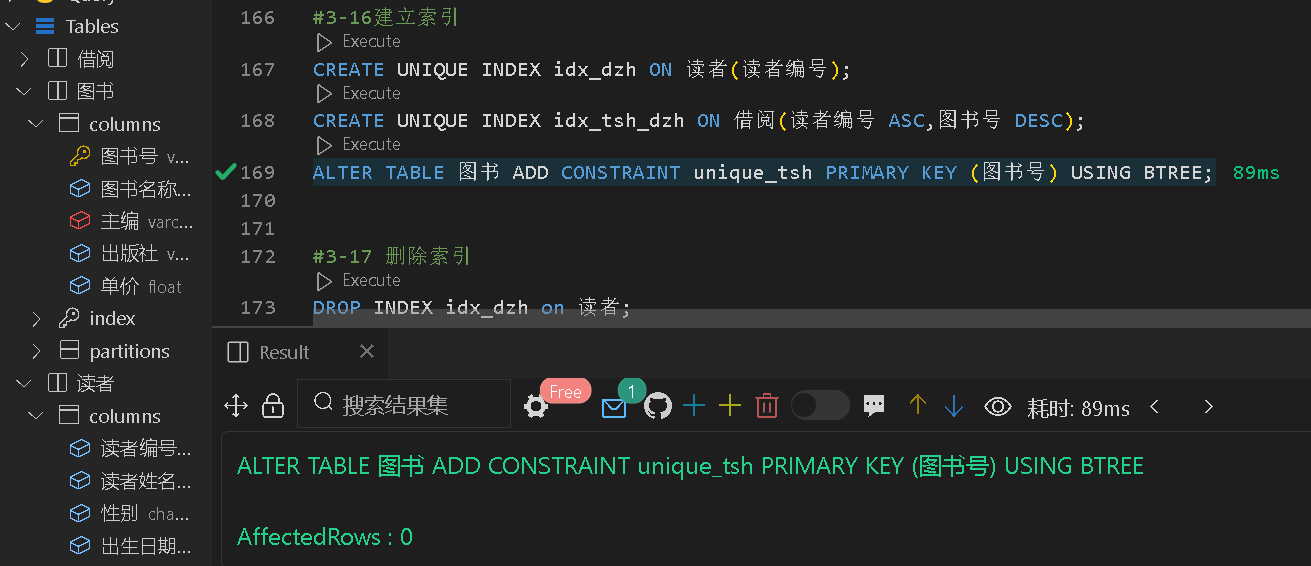 Tables
借阅
图书
columns
图书号 v...
图书名称...
主编 varc...
出版社 v...
单价 float
index
partitions
读者
columns
读者编号...
读者姓名...
性别 cha...
出生日期...
166 #3-16建立索引
Execute
167 CREATE UNIQUE INDEX idx_dzh ON 读者(读者编号);
Execute
168 CREATE UNIQUE INDEX idx_tsh_dzh ON 借阅(读者编号 ASC,图书号 DESC);
Execute
169 ALTER TABLE 图书 ADD CONSTRAINT unique_tsh PRIMARY KEY (图书号) USING BTREE; 89ms
170
171
172 #3-17 删除索引
Execute
173 DROP INDEX idx_dzh on 读者;
Result
搜索结果集 Free 1 耗时: 89ms
ALTER TABLE 图书 ADD CONSTRAINT unique_tsh PRIMARY KEY (图书号) USING BTREE
AffectedRows : 0